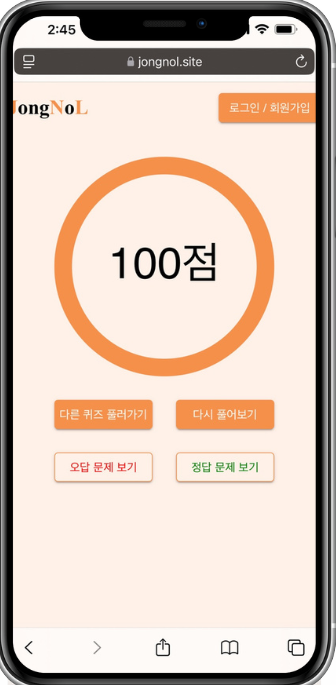 2:45
jongnol.site
JongNoL
로그인 / 회원가입
100점
다른 퀴즈 풀러가기
다시 풀어보기
오답 문제 보기
정답 문제 보기